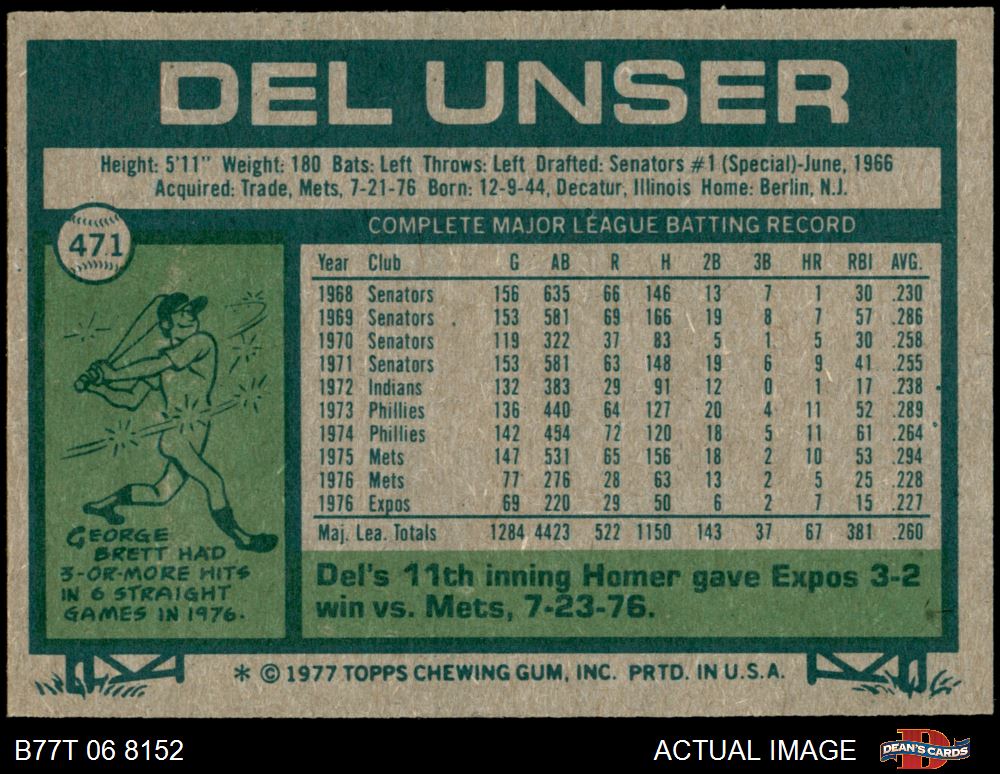 DEL UNSER
Height: 5'11" Weight: 180 Bats: Left Throws: Left Drafted: Senators #1 (Special)-June, 1966
Acquired: Trade, Mets, 7-21-76 Born: 12-9-44, Decatur, Illinois Home: Berlin, N.J.
471
COMPLETE MAJOR LEAGUE BATTING RECORD
Year Club G AB R H 2B 3B HR RBI AVG.
1968 Senators 156 635 66 146 13 7 1 30 .230
1969 Senators 153 581 69 166 19 8 7 57 .286
1970 Senators 119 322 37 83 5 1 5 30 .258
1971 Senators 153 581 63 148 19 6 9 41 .255
1972 Indians 132 383 29 91 12 0 1 17 .238
1973 Phillies 136 440 64 127 20 4 11 52 .289
1974 Phillies 142 454 72 120 18 5 11 61 .264
1975 Mets 147 531 65 156 18 2 10 53 .294
1976 Mets 77 276 28 63 13 2 5 25 .228
1976 Expos 69 220 29 50 6 2 7 15 .227
Maj. Lea. Totals 1284 4423 522 1150 143 37 67 381 .260
GEORGE
BRETT HAD
3-OR-MORE HITS
IN 6 STRAIGHT
GAMES IN 1976.
Del's 11th inning Homer gave Expos 3-2
win vs. Mets, 7-23-76.
* © 1977 TOPPS CHEWING GUM, INC. PRTD. IN U.S.A.
B77T 06 8152
ACTUAL IMAGE
DEAN'S CARDS